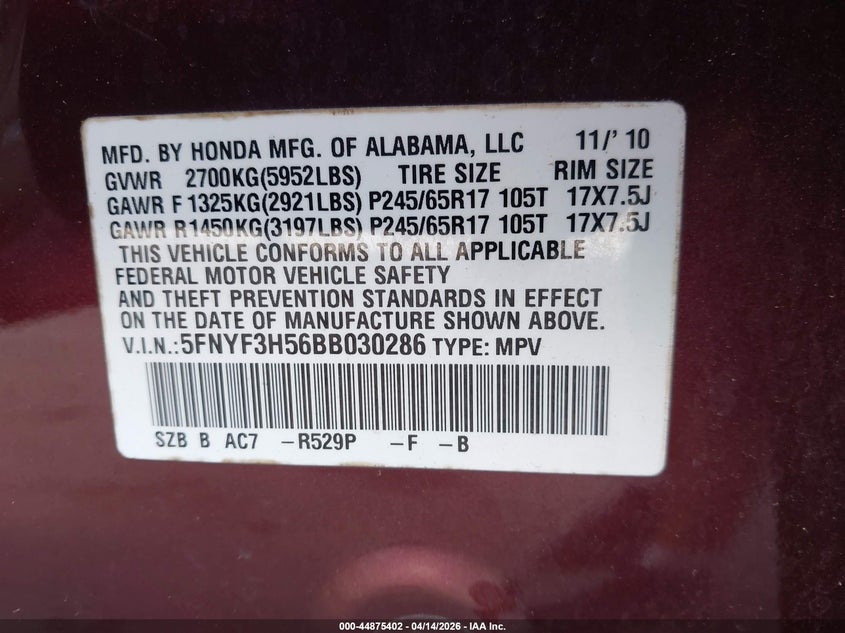 MFD. BY HONDA MFG. OF ALABAMA, LLC 11/' 10
GVWR 2700KG(5952LBS) TIRE SIZE RIM SIZE
GAWR F 1325KG(2921LBS) P245/65R17 105T 17X7.5J
GAWR R1450KG(3197LBS) P245/65R17 105T 17X7.5J
THIS VEHICLE CONFORMS TO ALL APPLICABLE
FEDERAL MOTOR VEHICLE SAFETY
AND THEFT PREVENTION STANDARDS IN EFFECT
ON THE DATE OF MANUFACTURE SHOWN ABOVE.
V.I.N.:5FNYF3H56BB030286 TYPE: MPV
SZB B AC7 -R529P -F -B
000-44875402 - 04/14/2026 - IAA Inc.